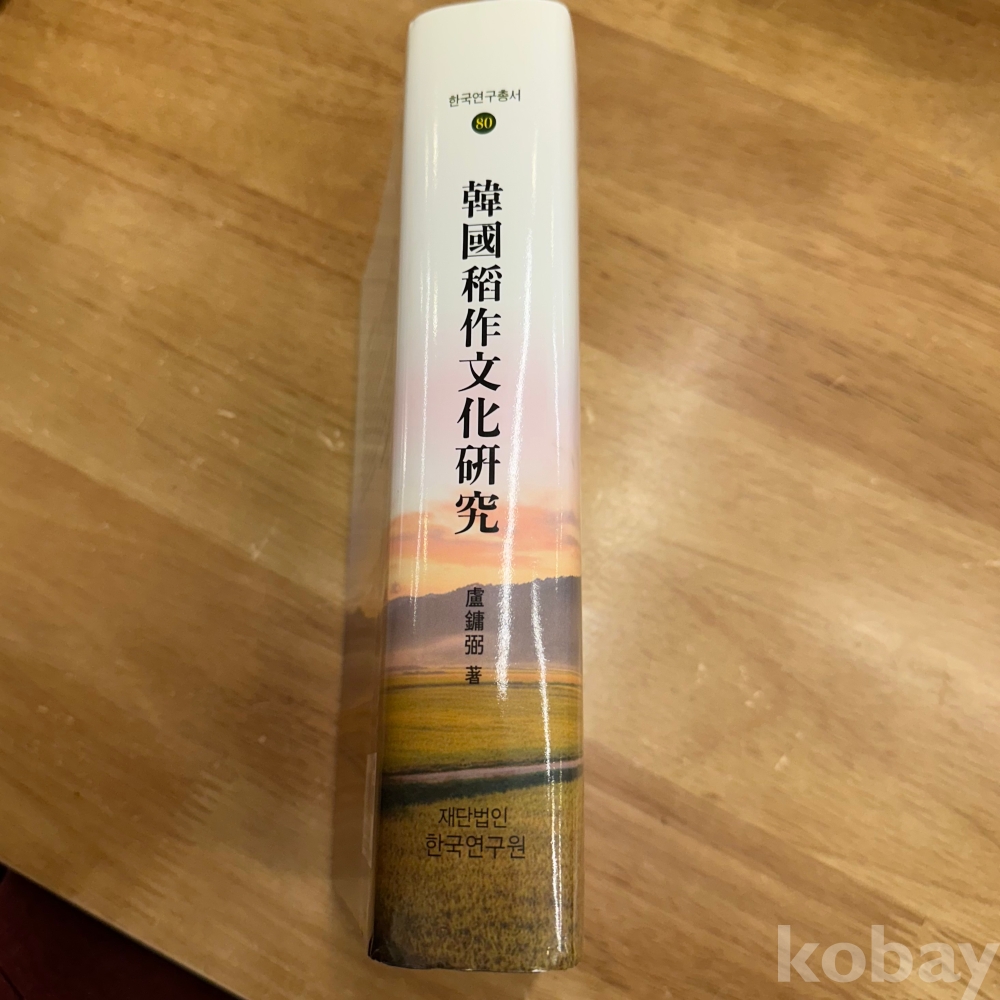 한국연구총서
80
韓國稻作文化硏究
盧鏞弼 著
재단법인
한국연구원
kobay